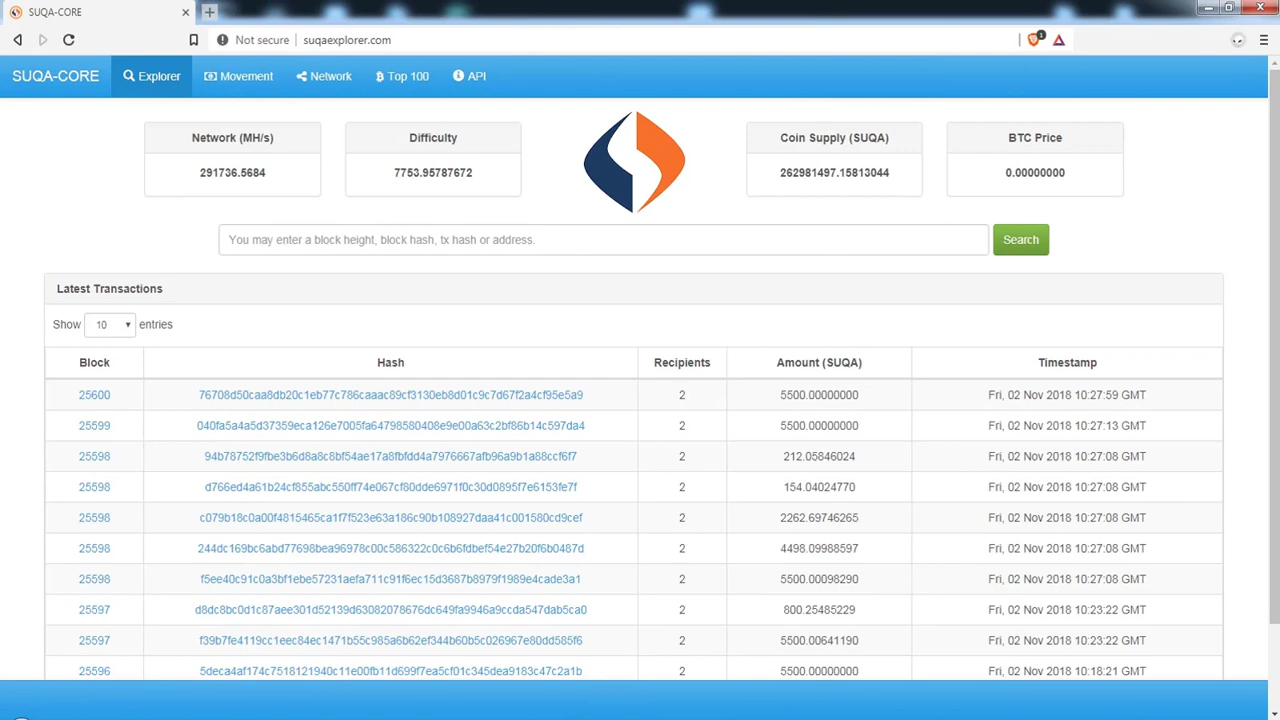 SUQA-CORE
Not secure suqaexplorer.com
1
SUQA-CORE Explorer Movement Network Top 100 API
Network (MH/s) Difficulty Coin Supply (SUQA) BTC Price
291736.5684 7753.95787672 262981497.15813044 0.00000000
You may enter a block height, block hash, tx hash or address. Search
Latest Transactions
Show 10 entries
Block Hash Recipients Amount (SUQA) Timestamp
25600 76708d50caa8db20c1eb77c786caaac89cf3130eb8d01c9c7d67f2a4cf95e5a9 2 5500.00000000 Fri, 02 Nov 2018 10:27:59 GMT
25599 040fa5a4a5d37359eca126e7005fa64798580408e9e00a63c2bf86b14c597da4 2 5500.00000000 Fri, 02 Nov 2018 10:27:13 GMT
25598 94b78752f9fbe3b6d8a8c8bf54ae17a8fbfdd4a7976667afb96a9b1a88ccf6f7 2 212.05846024 Fri, 02 Nov 2018 10:27:08 GMT
25598 d766ed4a61b24cf855abc550ff74e067cf80dde6971f0c30d0895f7e6153fe7f 2 154.04024770 Fri, 02 Nov 2018 10:27:08 GMT
25598 c079b18c0a00f4815465ca1f7f523e63a186c90b108927daa41c001580cd9cef 2 2262.69746265 Fri, 02 Nov 2018 10:27:08 GMT
25598 244dc169bc6abd77698bea96978c00c586322c0c6b6fdbef54e27b20f6b0487d 2 4498.09988597 Fri, 02 Nov 2018 10:27:08 GMT
25598 f5ee40c91c0a3bf1ebe57231aefa711c91f6ec15d3687b8979f1989e4cade3a1 2 5500.00098290 Fri, 02 Nov 2018 10:27:08 GMT
25597 d8dc8bc0d1c87aee301d52139d63082078676dc649fa9946a9ccda547dab5ca0 2 800.25485229 Fri, 02 Nov 2018 10:23:22 GMT
25597 f39b7fe4119cc1eec84ec1471b55c985a6b62ef344b60b5c026967e80dd585f6 2 5500.00641190 Fri, 02 Nov 2018 10:23:22 GMT
25596 5deca4af174c7518121940c11e00fb11d699f7ea5cf01c345dea9183c47c2a1b 2 5500.00000000 Fri, 02 Nov 2018 10:18:21 GMT